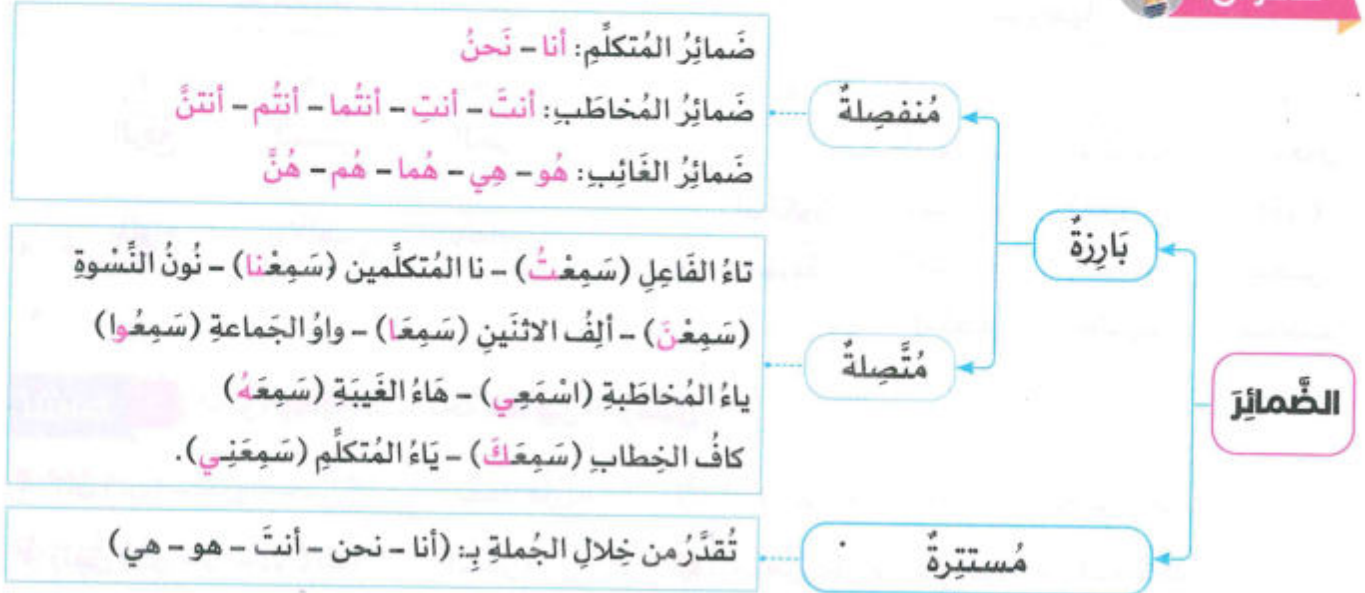 الضَّمائِرَ
بَارِزةٌ
مُنفصِلةٌ
ضَمائِرُ المُتكلِّمِ: أنا – نَحنُ
ضَمائِرُ المُخاطَبِ: أنتَ – أنتِ – أنتُما – أنتُم – أنتنَّ
ضَمائِرُ الغَائِبِ: هُو – هِي – هُما – هُم – هُنَّ
مُتَّصِلةٌ
تاءُ الفَاعِلِ (سَمِعْتُ) – نا المُتكلِّمين (سَمِعْنا) – نُونُ النِّسْوةِ
(سَمِعْنَ) – ألِفُ الاثنَينِ (سَمِعَا) – واوُ الجَماعةِ (سَمِعُوا)
ياءُ المُخاطَبةِ (اسْمَعِي) – هَاءُ الغَيبَةِ (سَمِعَهُ)
كافُ الخِطابِ (سَمِعَكَ) – يَاءُ المُتكلِّمِ (سَمِعَنِي).
مُستتِرةٌ
تُقدَّرُ من خِلالِ الجُملةِ بِـ: (أنا – نحن – أنتَ – هو – هي)